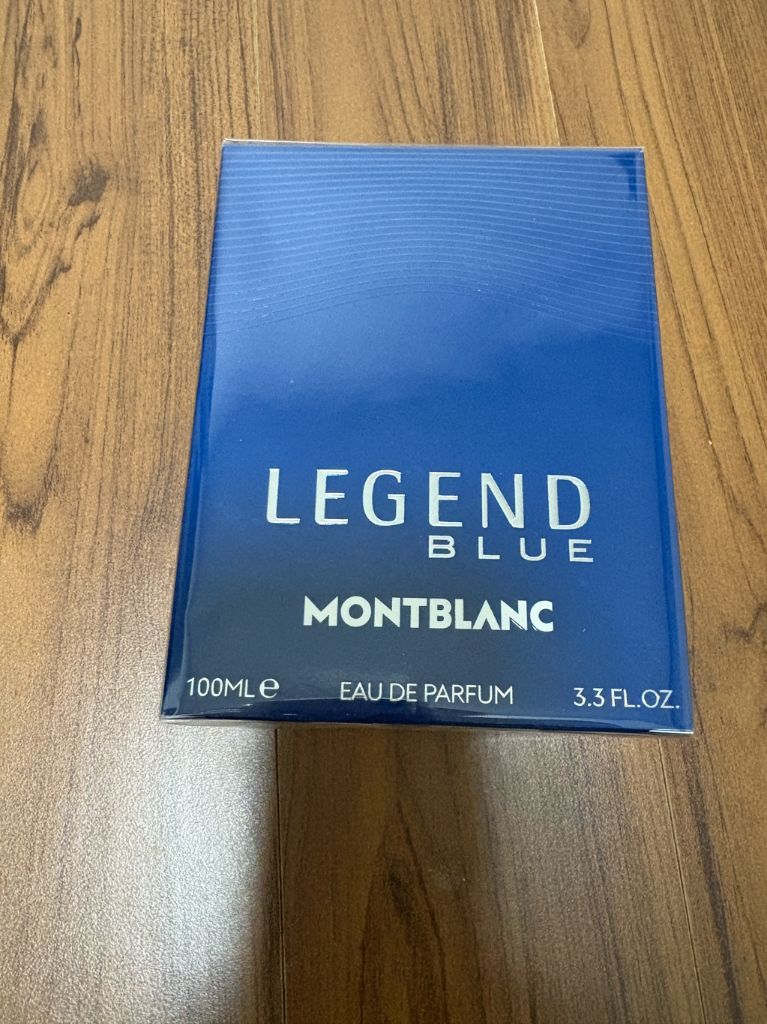 LEGEND
BLUE
MONTBLANC
100ML ℮ EAU DE PARFUM 3.3 FL.OZ.